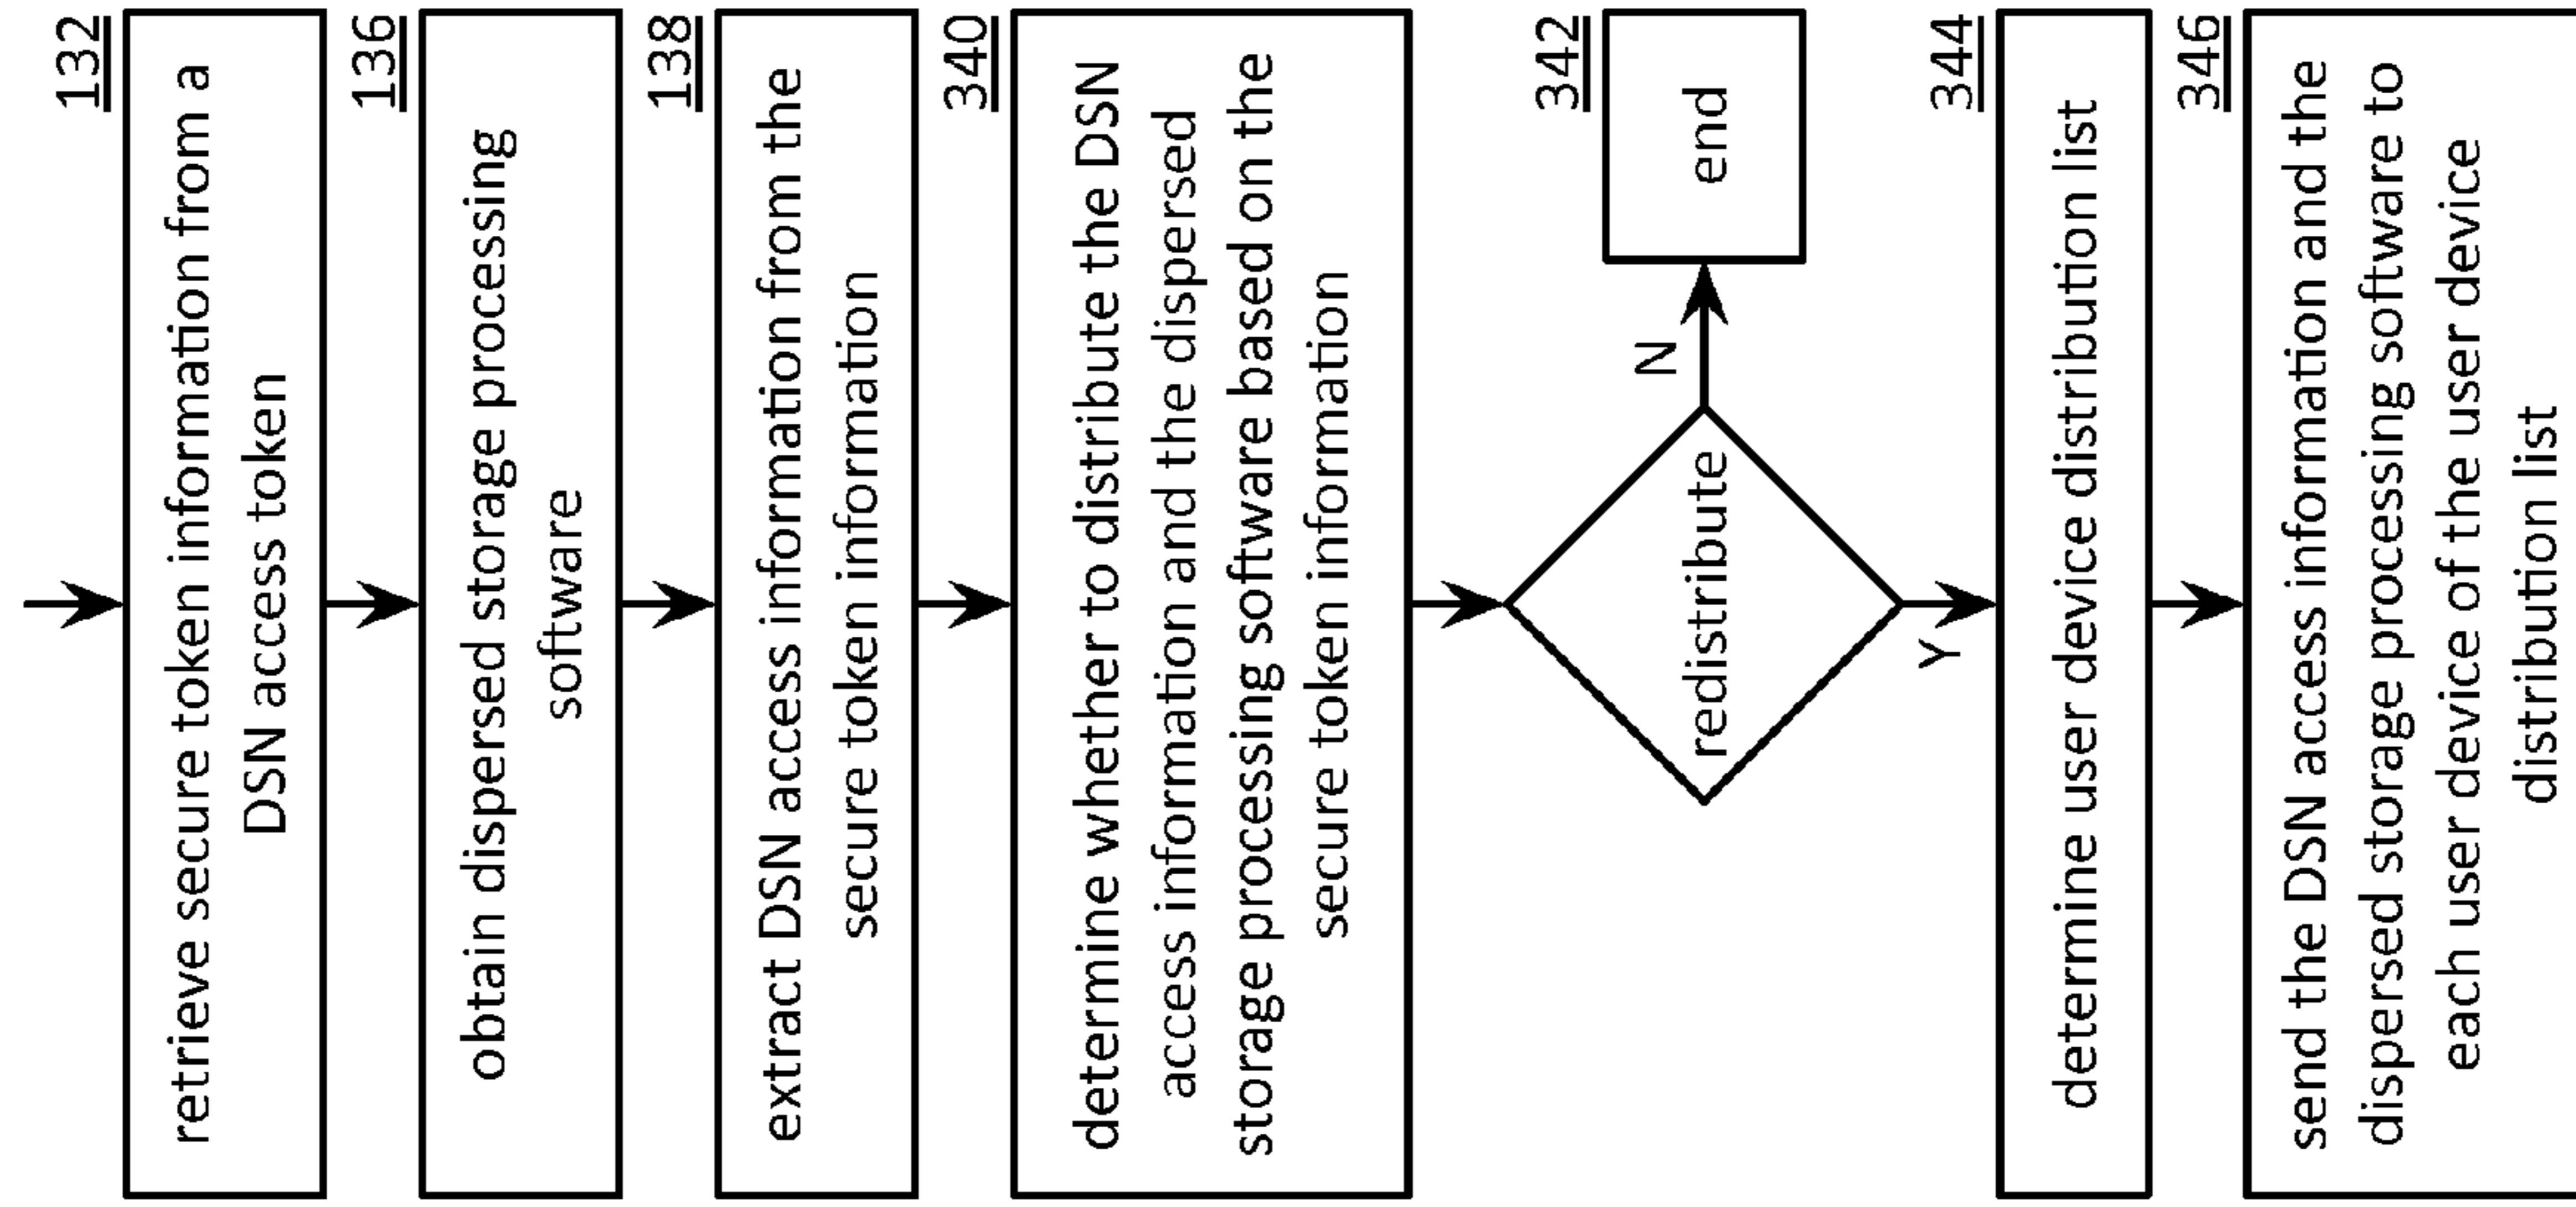 132
retrieve secure token information from a
DSN access token
136
obtain dispersed storage processing
software
138
extract DSN access information from the
secure token information
340
determine whether to distribute the DSN
access information and the dispersed
storage processing software based on the
secure token information
redistribute
N
342
end
Y
344
determine user device distribution list
346
send the DSN access information and the
dispersed storage processing software to
each user device of the user device
distribution list